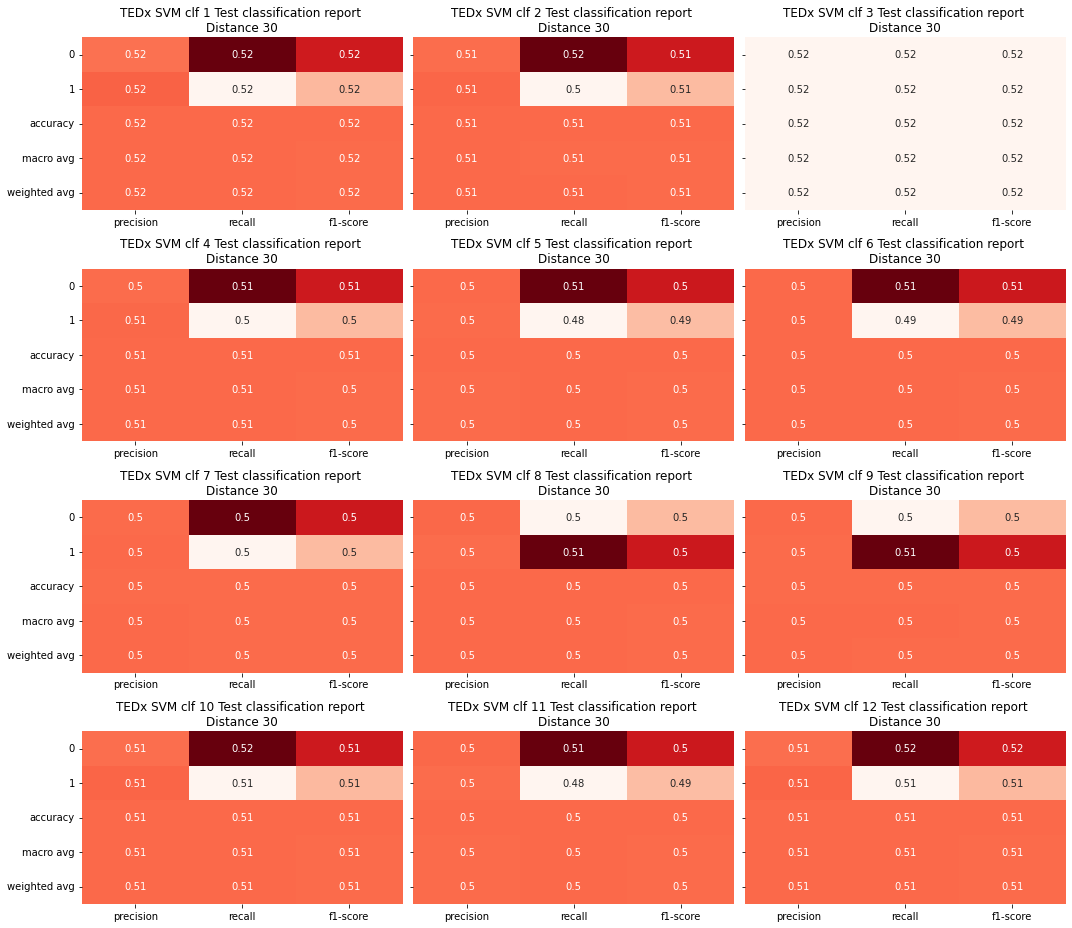 TEDx SVM clf 1 Test classification report
Distance 30
0 0.52 0.52 0.52
1 0.52 0.52 0.52
accuracy 0.52 0.52 0.52
macro avg 0.52 0.52 0.52
weighted avg 0.52 0.52 0.52
precision recall f1-score
TEDx SVM clf 2 Test classification report
Distance 30
0.51 0.52 0.51
0.51 0.5 0.51
0.51 0.51 0.51
0.51 0.51 0.51
0.51 0.51 0.51
precision recall f1-score
TEDx SVM clf 3 Test classification report
Distance 30
0.52 0.52 0.52
0.52 0.52 0.52
0.52 0.52 0.52
0.52 0.52 0.52
0.52 0.52 0.52
precision recall f1-score
TEDx SVM clf 4 Test classification report
Distance 30
0 0.5 0.51 0.51
1 0.51 0.5 0.5
accuracy 0.51 0.51 0.51
macro avg 0.51 0.51 0.5
weighted avg 0.51 0.51 0.5
precision recall f1-score
TEDx SVM clf 5 Test classification report
Distance 30
0.5 0.51 0.5
0.5 0.48 0.49
0.5 0.5 0.5
0.5 0.5 0.5
0.5 0.5 0.5
precision recall f1-score
TEDx SVM clf 6 Test classification report
Distance 30
0.5 0.51 0.51
0.5 0.49 0.49
0.5 0.5 0.5
0.5 0.5 0.5
0.5 0.5 0.5
precision recall f1-score
TEDx SVM clf 7 Test classification report
Distance 30
0 0.5 0.5 0.5
1 0.5 0.5 0.5
accuracy 0.5 0.5 0.5
macro avg 0.5 0.5 0.5
weighted avg 0.5 0.5 0.5
precision recall f1-score
TEDx SVM clf 8 Test classification report
Distance 30
0.5 0.5 0.5
0.5 0.51 0.5
0.5 0.5 0.5
0.5 0.5 0.5
0.5 0.5 0.5
precision recall f1-score
TEDx SVM clf 9 Test classification report
Distance 30
0.5 0.5 0.5
0.5 0.51 0.5
0.5 0.5 0.5
0.5 0.5 0.5
0.5 0.5 0.5
precision recall f1-score
TEDx SVM clf 10 Test classification report
Distance 30
0 0.51 0.52 0.51
1 0.51 0.51 0.51
accuracy 0.51 0.51 0.51
macro avg 0.51 0.51 0.51
weighted avg 0.51 0.51 0.51
precision recall f1-score
TEDx SVM clf 11 Test classification report
Distance 30
0.5 0.51 0.5
0.5 0.48 0.49
0.5 0.5 0.5
0.5 0.5 0.5
0.5 0.5 0.5
precision recall f1-score
TEDx SVM clf 12 Test classification report
Distance 30
0.51 0.52 0.52
0.51 0.51 0.51
0.51 0.51 0.51
0.51 0.51 0.51
0.51 0.51 0.51
precision recall f1-score